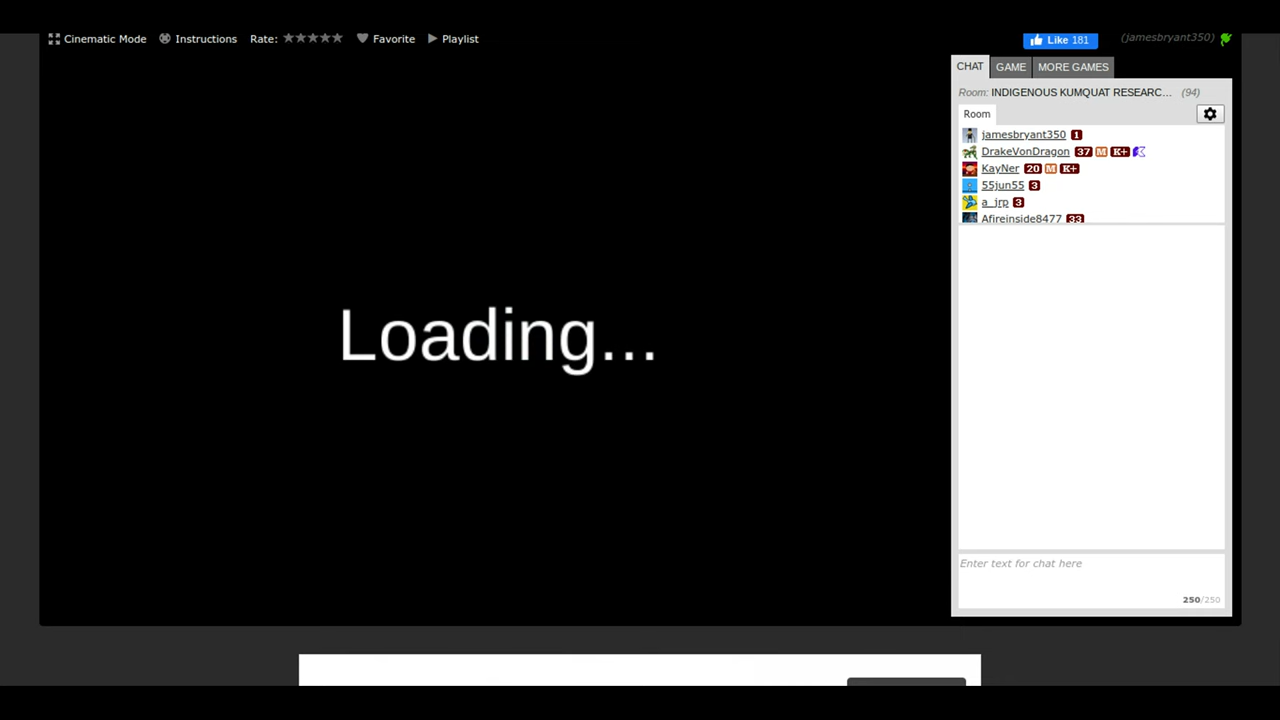 Cinematic Mode Instructions Rate: Favorite Playlist Like 181 (jamesbryant350)
CHAT GAME MORE GAMES
Room: INDIGENOUS KUMQUAT RESEARC... (94)
Room
jamesbryant350 1
DrakeVonDragon 37 M K+
KayNer 20 M K+
55jun55 3
a_jrp 3
Afireinside8477 33
Loading...
Enter text for chat here
250/250